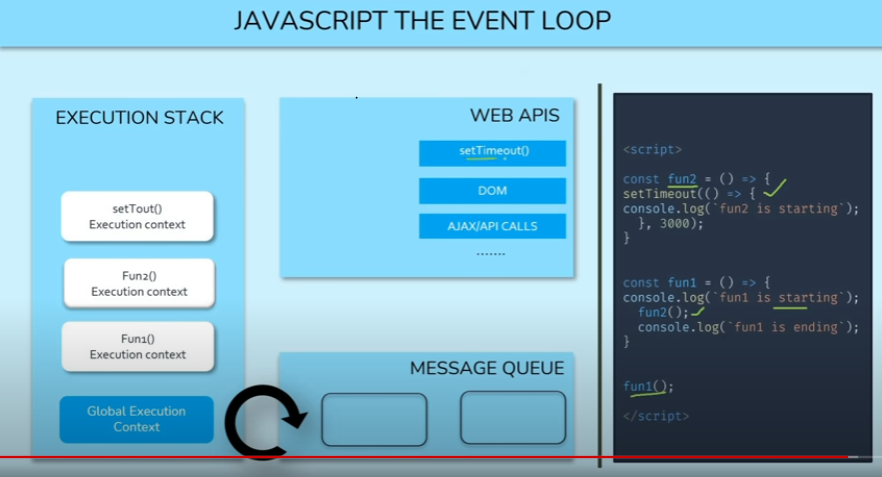 JAVASCRIPT THE EVENT LOOP
EXECUTION STACK
setTout()
Execution context
Fun2()
Execution context
Fun1()
Execution context
Global Execution
Context
WEB APIS
setTimeout()
DOM
AJAX/API CALLS
.......
MESSAGE QUEUE
<script>
const fun2 = () => {
setTimeout(() => {
console.log(`fun2 is starting`);
}, 3000);
}
const fun1 = () => {
console.log(`fun1 is starting`);
fun2();
console.log(`fun1 is ending`);
}
fun1();
</script>